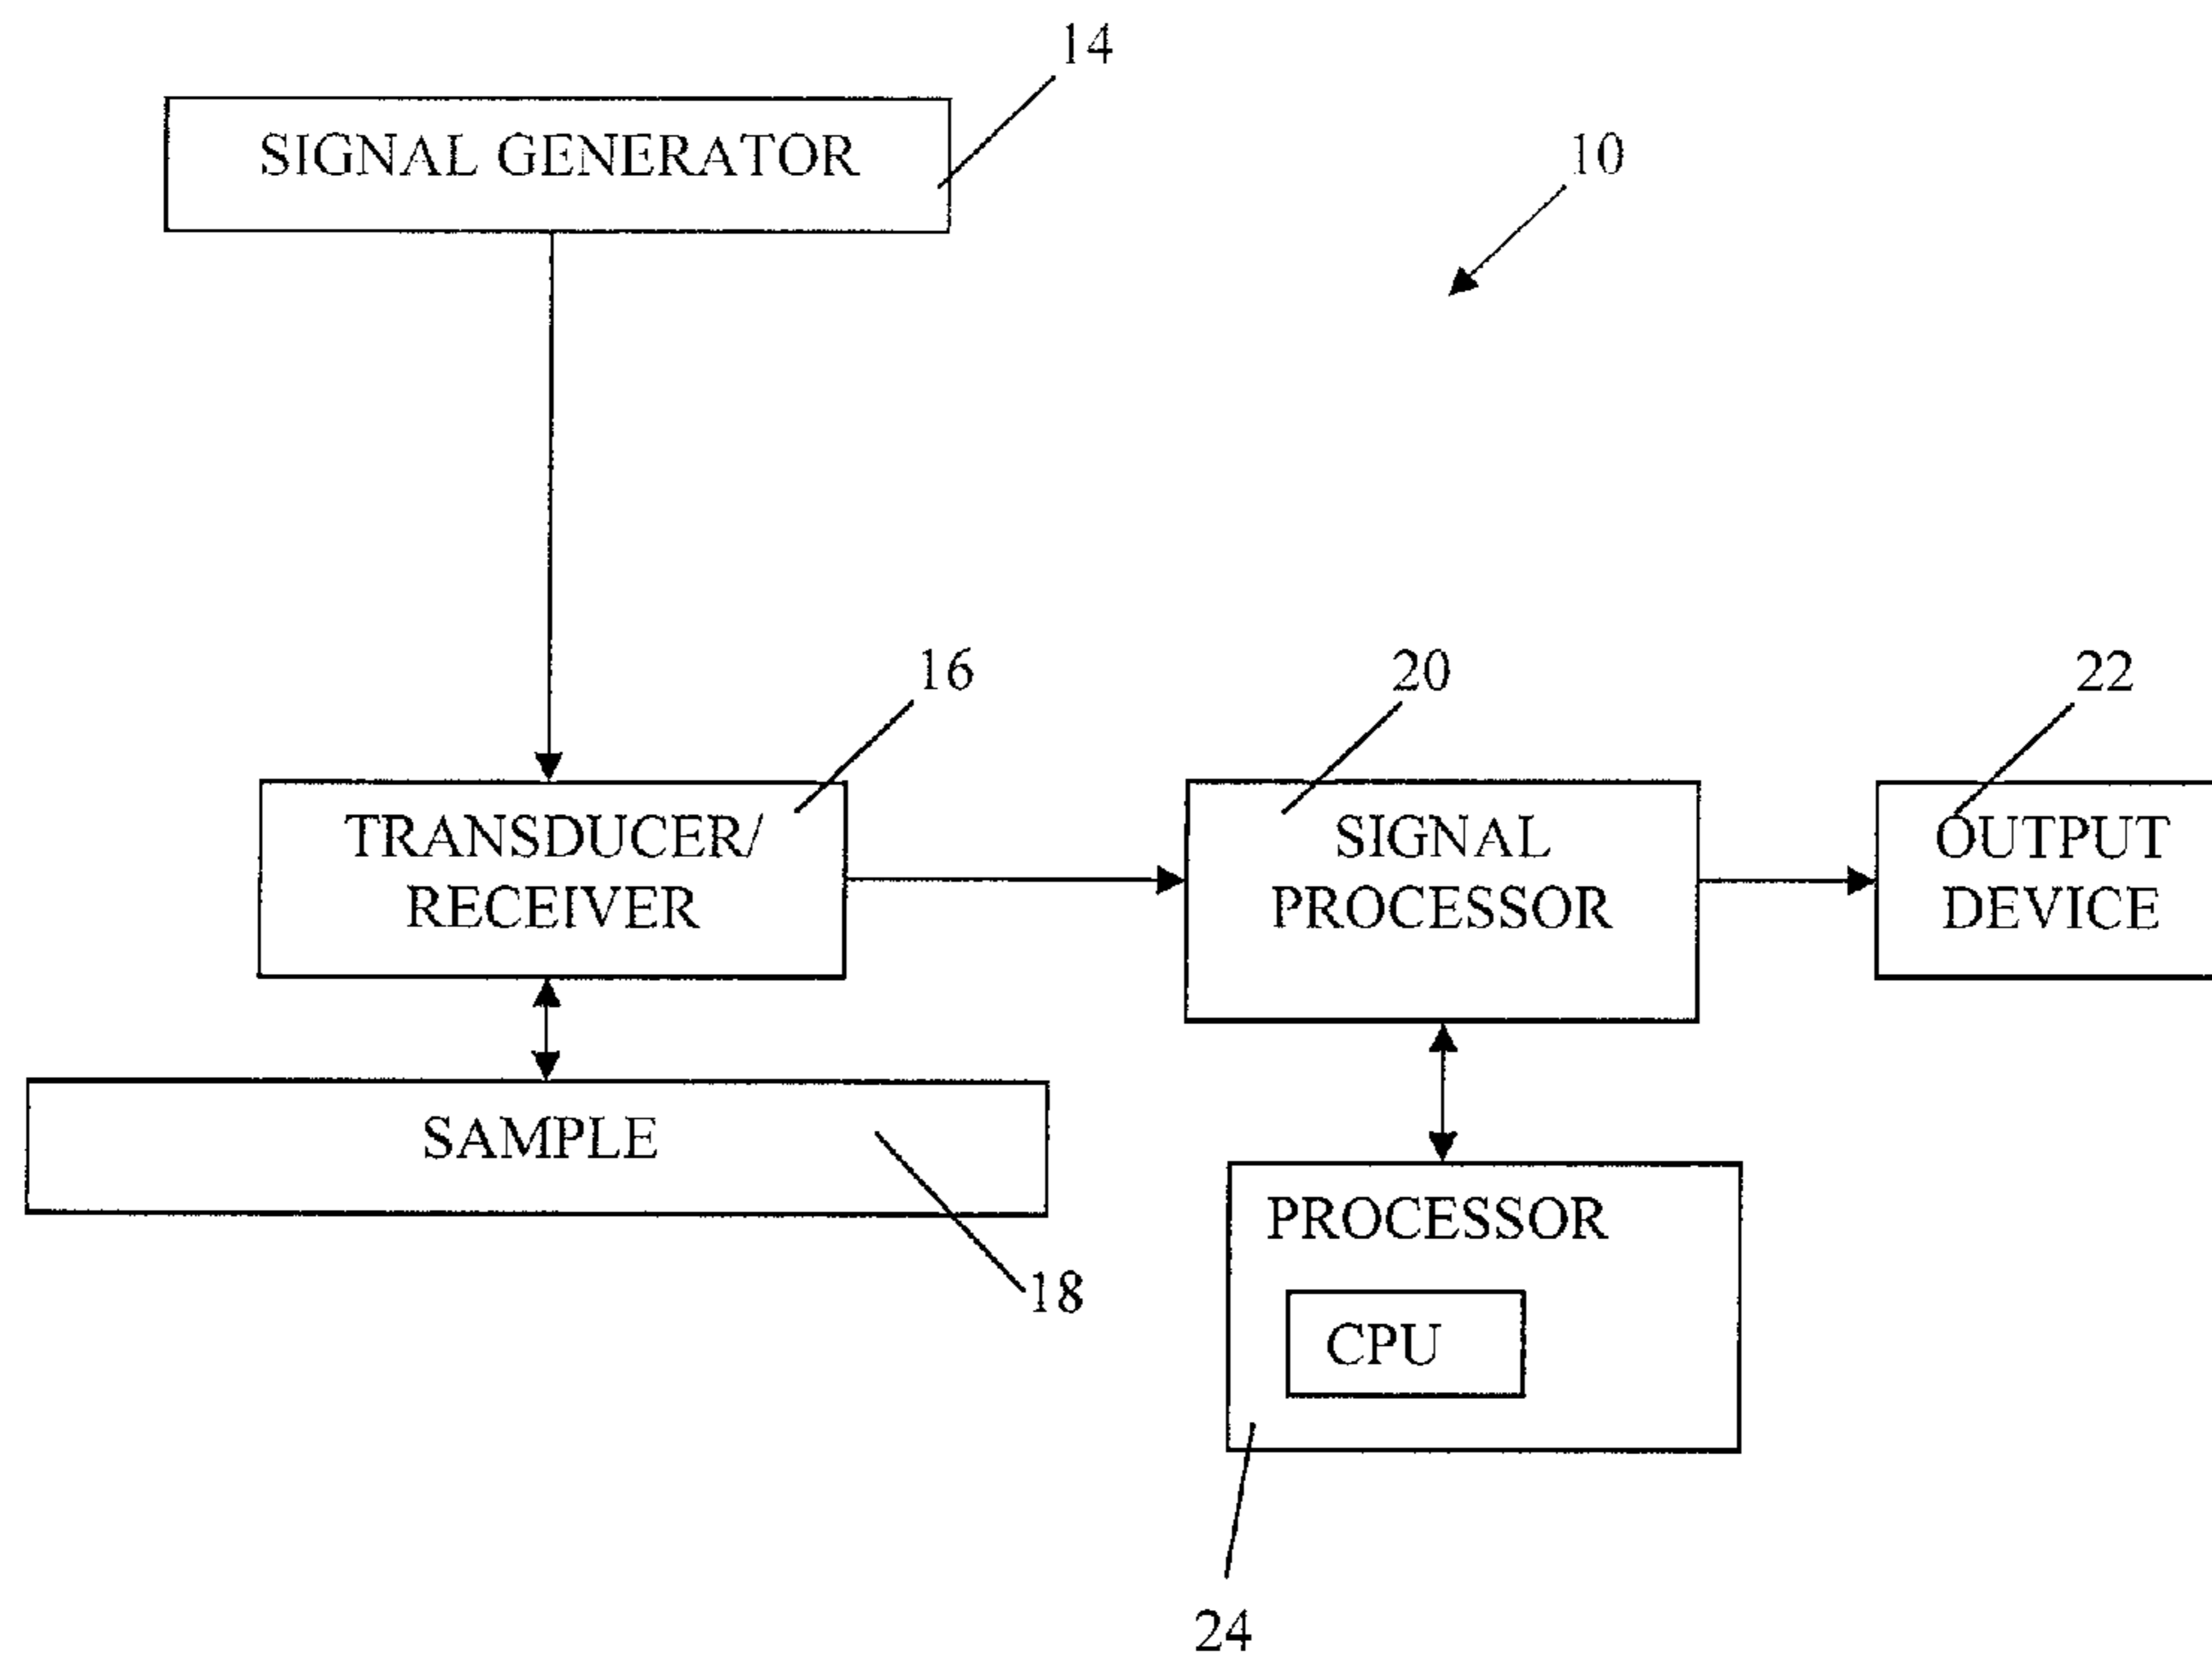 14
SIGNAL GENERATOR
10
16
20
22
TRANSDUCER/
RECEIVER
SIGNAL
PROCESSOR
OUTPUT
DEVICE
SAMPLE
18
PROCESSOR
CPU
24